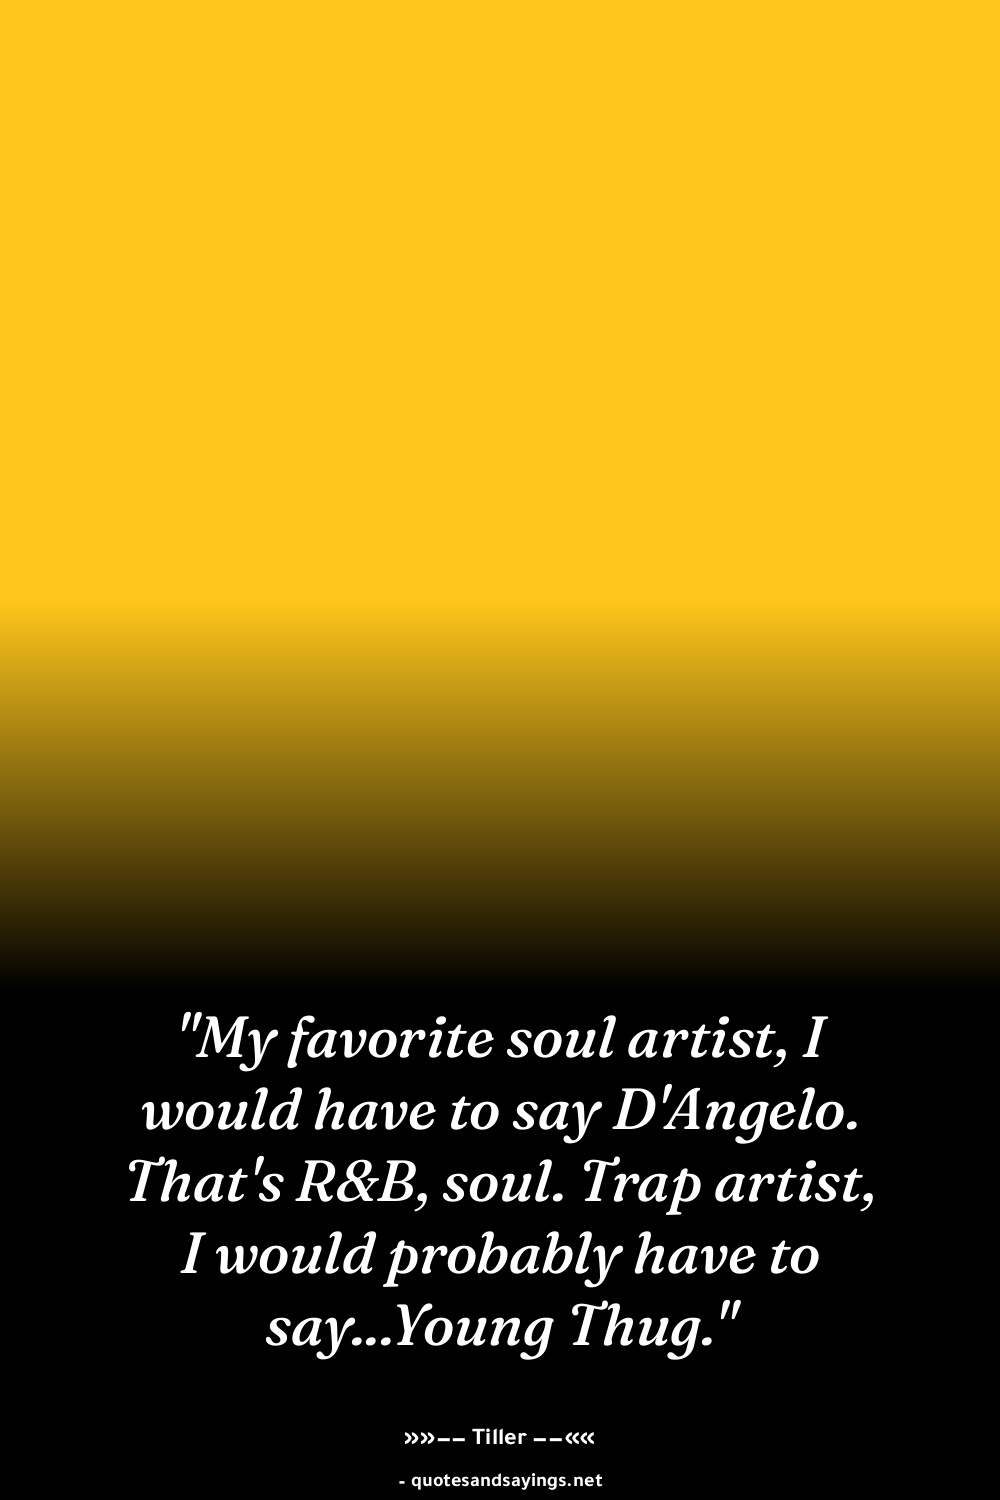 "My favorite soul artist, I
would have to say D'Angelo.
That's R&B, soul. Trap artist,
I would probably have to
say...Young Thug."
»»–– Tiller ––««
- quotesandsayings.net